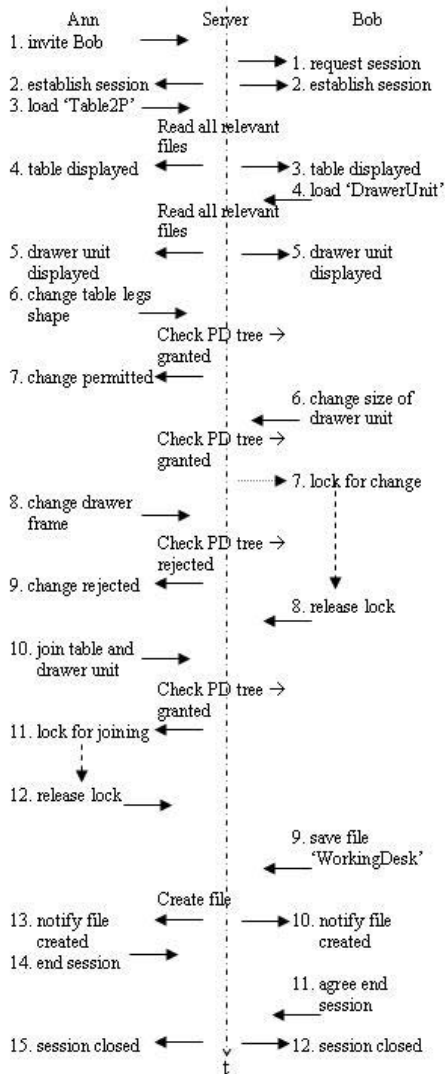 Ann Server Bob
1. invite Bob
1. request session
2. establish session
2. establish session
3. load ‘Table2P’
Read all relevant
files
4. table displayed
3. table displayed
4. load ‘DrawerUnit’
Read all relevant
files
5. drawer unit
displayed
5. drawer unit
displayed
6. change table legs
shape
Check PD tree →
granted
7. change permitted
6. change size of
drawer unit
Check PD tree →
granted
7. lock for change
8. change drawer
frame
Check PD tree →
rejected
9. change rejected
8. release lock
10. join table and
drawer unit
Check PD tree →
granted
11. lock for joining
12. release lock
9. save file
‘WorkingDesk’
Create file
13. notify file
created
10. notify file
created
14. end session
11. agree end
session
15. session closed
12. session closed
t